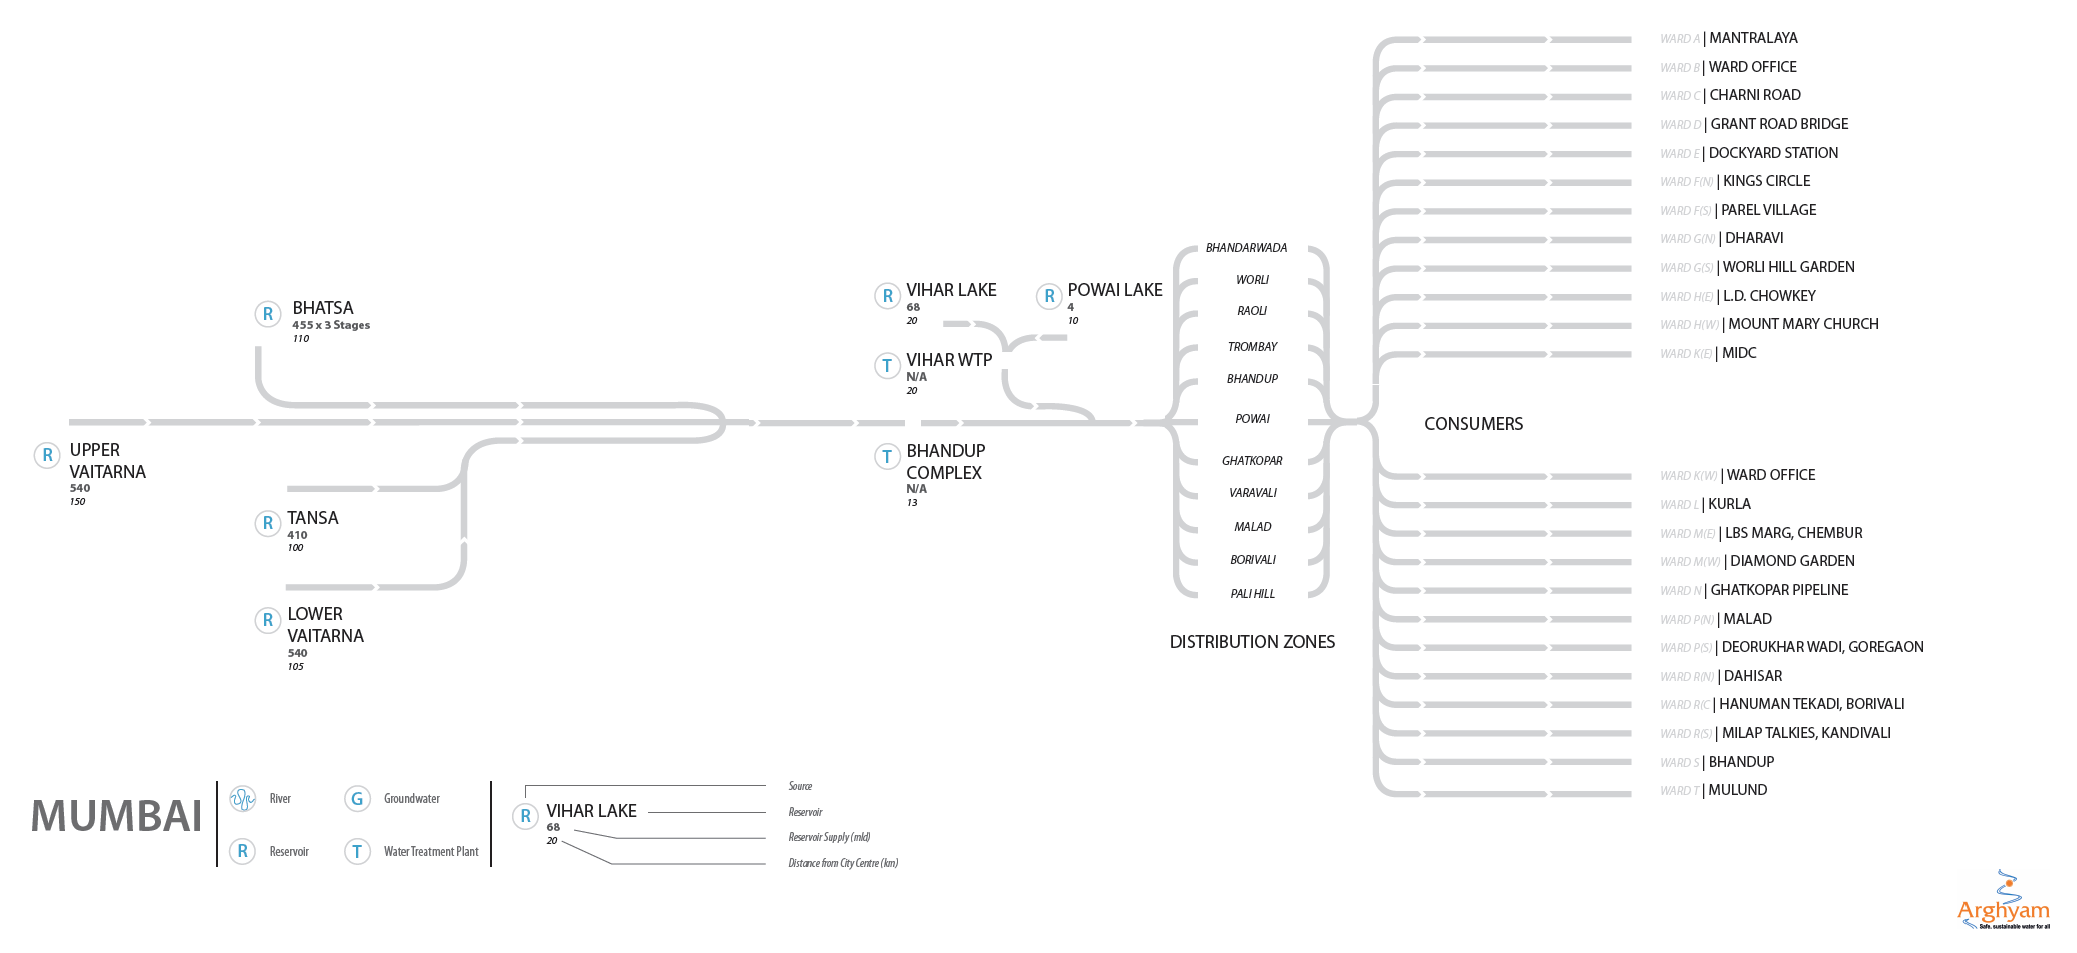 WARD A | MANTRALAYA
WARD B | WARD OFFICE
WARD C | CHARNI ROAD
WARD D | GRANT ROAD BRIDGE
WARD E | DOCKYARD STATION
WARD F(N) | KINGS CIRCLE
WARD F(S) | PAREL VILLAGE
WARD G(N) | DHARAVI
WARD G(S) | WORLI HILL GARDEN
WARD H(E) | L.D. CHOWKEY
WARD H(W) | MOUNT MARY CHURCH
WARD K(E) | MIDC
R BHATSA
455 x 3 Stages
110
R UPPER
VAITARNA
540
150
R TANSA
410
100
R LOWER
VAITARNA
540
105
R VIHAR LAKE
68
20
R POWAI LAKE
4
10
T VIHAR WTP
N/A
20
T BHANDUP
COMPLEX
N/A
13
BHANDARWADA
WORLI
RAOLI
TROMBAY
BHANDUP
POWAI
GHATKOPAR
VARAVALI
MALAD
BORIVALI
PALI HILL
DISTRIBUTION ZONES
CONSUMERS
WARD K(W) | WARD OFFICE
WARD L | KURLA
WARD M(E) | LBS MARG, CHEMBUR
WARD M(W) | DIAMOND GARDEN
WARD N | GHATKOPAR PIPELINE
WARD P(N) | MALAD
WARD P(S) | DEORUKHAR WADI, GOREGAON
WARD R(N) | DAHISAR
WARD R(C | HANUMAN TEKADI, BORIVALI
WARD R(S) | MILAP TALKIES, KANDIVALI
WARD S | BHANDUP
WARD T | MULUND
MUMBAI
River
G Groundwater
R Reservoir
T Water Treatment Plant
R VIHAR LAKE
68
20
Source
Reservoir
Reservoir Supply (mld)
Distance from City Centre (km)
Arghyam
Safe, sustainable water for all